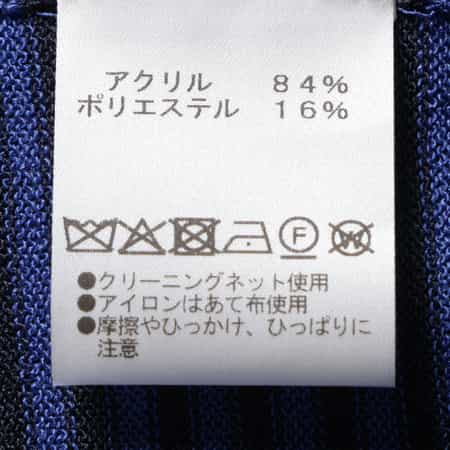 アクリル 84%
ポリエステル 16%
F W
●クリーニングネット使用
●アイロンはあて布使用
●摩擦やひっかけ、ひっぱりに
注意